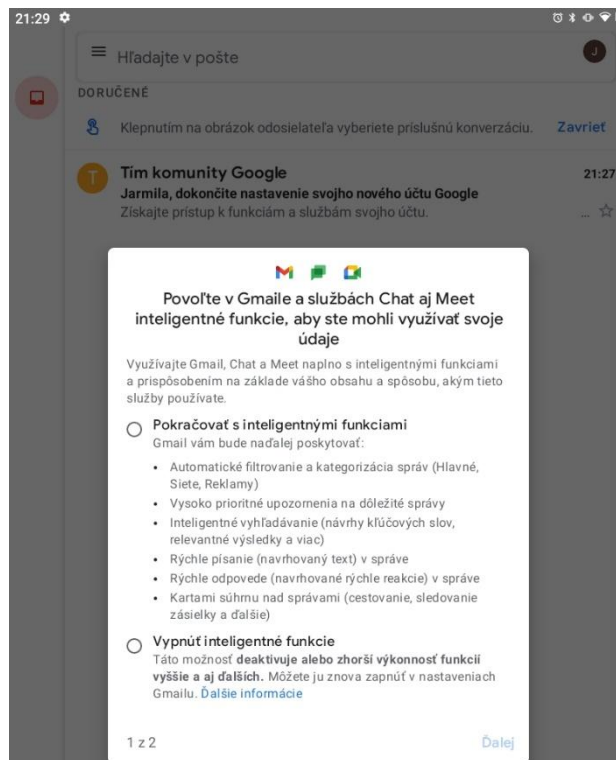 21:29
Hľadajte v pošte
J
DORUČENÉ
Klepnutím na obrázok odosielateľa vyberiete príslušnú konverzáciu. Zavrieť
T
Tím komunity Google 21:27
Jarmila, dokončite nastavenie svojho nového účtu Google
Získajte prístup k funkciám a službám svojho účtu.
Povoľte v Gmaile a službách Chat aj Meet
inteligentné funkcie, aby ste mohli využívať svoje
údaje
Využívajte Gmail, Chat a Meet naplno s inteligentnými funkciami
a prispôsobením na základe vášho obsahu a spôsobu, akým tieto
služby používate.
Pokračovať s inteligentnými funkciami
Gmail vám bude naďalej poskytovať:
• Automatické filtrovanie a kategorizácia správ (Hlavné,
Siete, Reklamy)
• Vysoko prioritné upozornenia na dôležité správy
• Inteligentné vyhľadávanie (návrhy kľúčových slov,
relevantné výsledky a viac)
• Rýchle písanie (navrhovaný text) v správe
• Rýchle odpovede (navrhované rýchle reakcie) v správe
• Kartami súhrnu nad správami (cestovanie, sledovanie
zásielky a ďalšie)
Vypnúť inteligentné funkcie
Táto možnosť deaktivuje alebo zhorší výkonnosť funkcií
vyššie a aj ďalších. Môžete ju znova zapnúť v nastaveniach
Gmailu. Ďalšie informácie
1 z 2 Ďalej